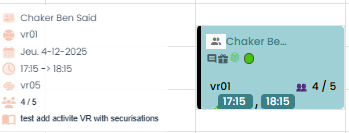 Chaker Ben Said
vr01
Jeu. 4-12-2025
17:15 -> 18:15
vr05
4 / 5
test add activite VR with securisations
Chaker Be...
vr01
4 / 5
17:15 / 18:15